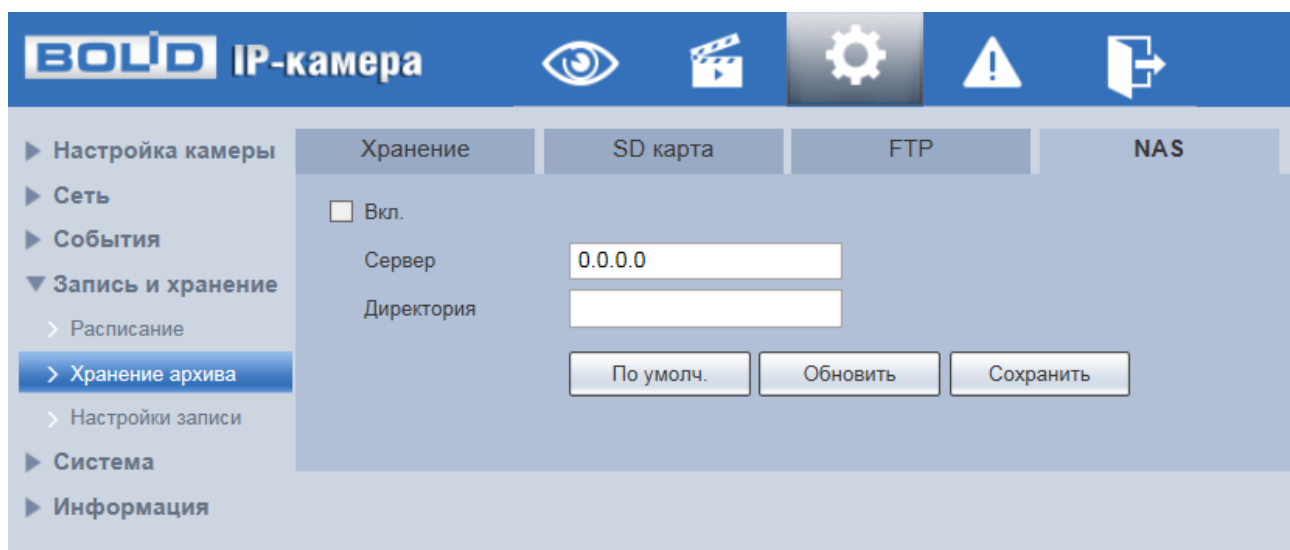 BOLID IP-камера
Настройка камеры
Сеть
События
Запись и хранение
Расписание
Хранение архива
Настройки записи
Система
Информация
Хранение SD карта FTP NAS
Вкл.
Сервер 0.0.0.0
Директория
По умолч. Обновить Сохранить